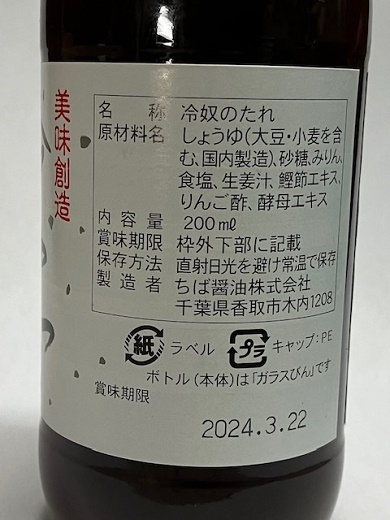 美味創造
名 称 冷奴のたれ
原材料名 しょうゆ(大豆・小麦を含
む、国内製造)、砂糖、みりん、
食塩、生姜汁、鰹節エキス、
りんご酢、酵母エキス
内容量 200ml
賞味期限 枠外下部に記載
保存方法 直射日光を避け常温で保存
製造者 ちば醤油株式会社
千葉県香取市木内1208
紙 ラベル プラ キャップ:PE
ボトル(本体)は「ガラスびん」です
賞味期限
2024.3.22